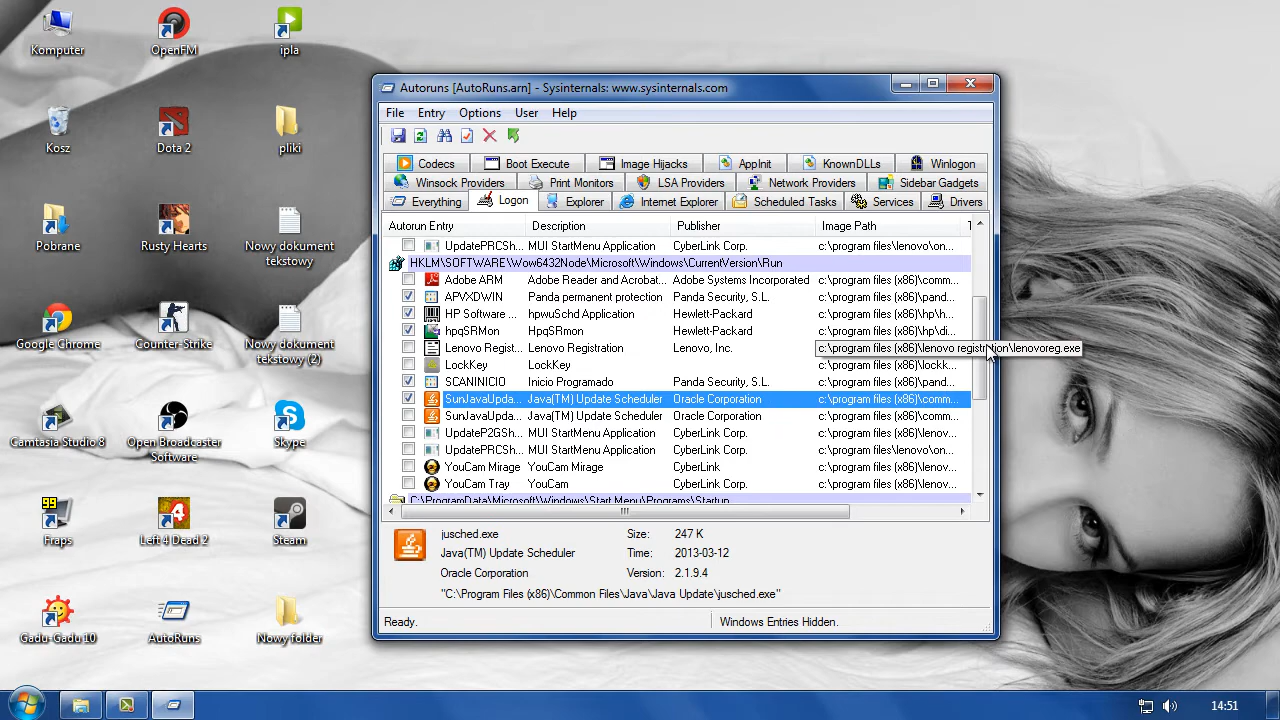 Komputer
OpenFM
ipla
Kosz
Dota 2
pliki
Pobrane
Rusty Hearts
Nowy dokument
tekstowy
Google Chrome
Counter-Strike
Nowy dokument
tekstowy (2)
Camtasia Studio 8
Open Broadcaster
Software
Skype
99
Fraps
Left 4 Dead 2
Steam
Gadu-Gadu 10
AutoRuns
Nowy folder
Autoruns [AutoRuns.arn] - Sysinternals: www.sysinternals.com
File Entry Options User Help
Codecs Boot Execute Image Hijacks AppInit KnownDLLs Winlogon
Winsock Providers Print Monitors LSA Providers Network Providers Sidebar Gadgets
Everything Logon Explorer Internet Explorer Scheduled Tasks Services Drivers
Autorun Entry Description Publisher Image Path
UpdatePRCSh... MUI StartMenu Application CyberLink Corp. c:\program files\lenovo\on...
HKLM\SOFTWARE\Wow6432Node\Microsoft\Windows\CurrentVersion\Run
Adobe ARM Adobe Reader and Acrobat... Adobe Systems Incorporated c:\program files (x86)\comm...
APVXDWIN Panda permanent protection Panda Security, S.L. c:\program files (x86)\pand...
HP Software ... hpwuSchd Application Hewlett-Packard c:\program files (x86)\hp\h...
hpqSRMon HpqSRmon Hewlett-Packard c:\program files (x86)\hp\di...
Lenovo Regist... Lenovo Registration Lenovo, Inc. c:\program files (x86)\lenovo registration\lenovoreg.exe
LockKey LockKey c:\program files (x86)\lockk...
SCANINICIO Inicio Programado Panda Security, S.L. c:\program files (x86)\pand...
SunJavaUpda... Java(TM) Update Scheduler Oracle Corporation c:\program files (x86)\comm...
SunJavaUpda... Java(TM) Update Scheduler Oracle Corporation c:\program files (x86)\comm...
UpdateP2GSh... MUI StartMenu Application CyberLink Corp. c:\program files (x86)\lenov...
UpdatePRCSh... MUI StartMenu Application CyberLink Corp. c:\program files (x86)\lenov...
YouCam Mirage YouCam Mirage CyberLink c:\program files (x86)\lenov...
YouCam Tray YouCam CyberLink Corp. c:\program files (x86)\lenov...
C:\ProgramData\Microsoft\Windows\Start Menu\Programs\Startup
jusched.exe Size: 247 K
Java(TM) Update Scheduler Time: 2013-03-12
Oracle Corporation Version: 2.1.9.4
"C:\Program Files (x86)\Common Files\Java\Java Update\jusched.exe"
Ready. Windows Entries Hidden.
14:51